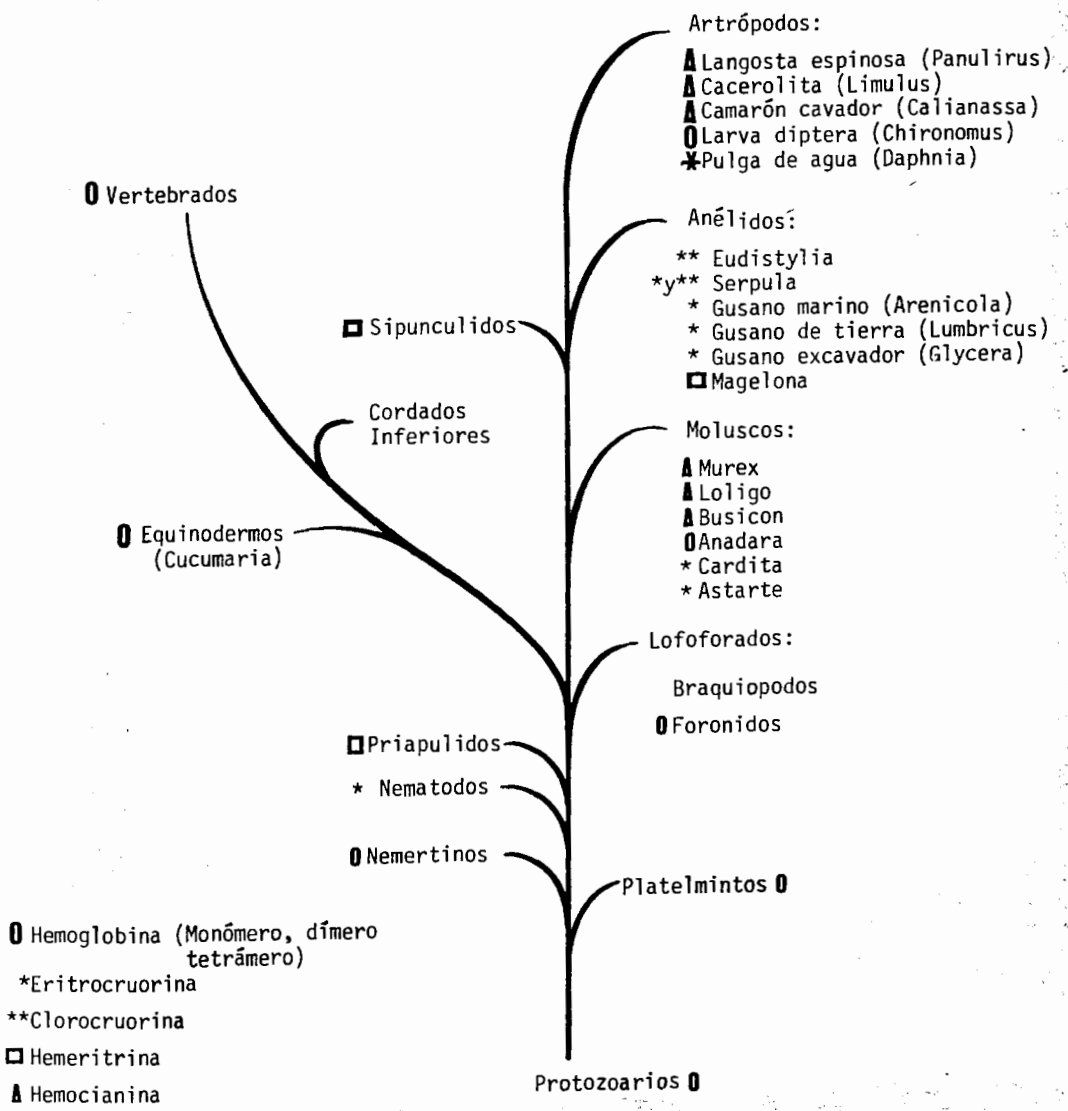 Artrópodos:
Langosta espinosa (Panulirus)
Cacerolita (Limulus)
Camarón cavador (Calianassa)
Larva diptera (Chironomus)
*Pulga de agua (Daphnia)
Vertebrados
Anélidos:
** Eudistylia
*y** Serpula
* Gusano marino (Arenicola)
* Gusano de tierra (Lumbricus)
* Gusano excavador (Glycera)
Magelona
Sipunculidos
Cordados
Inferiores
Moluscos:
Murex
Loligo
Busicon
Anadara
* Cardita
* Astarte
Equinodermos
(Cucumaria)
Lofoforados:
Braquiopodos
Foronidos
Priapulidos
* Nematodos
Nemertinos
Platelmintos
Hemoglobina (Monómero, dímero
tetrámero)
*Eritrocruorina
**Clorocruorina
Hemeritrina
Hemocianina
Protozoarios